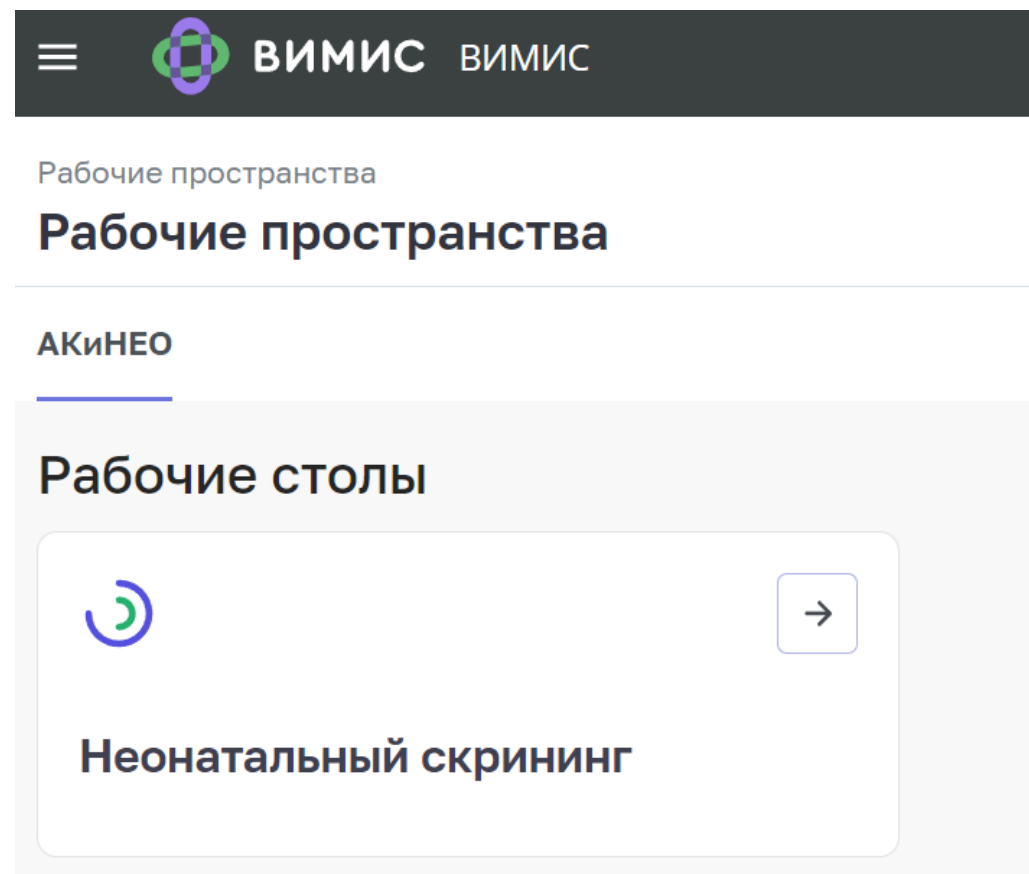 ВИМИС ВИМИС
Рабочие пространства
Рабочие пространства
АКиНЕО
Рабочие столы
Неонатальный скрининг